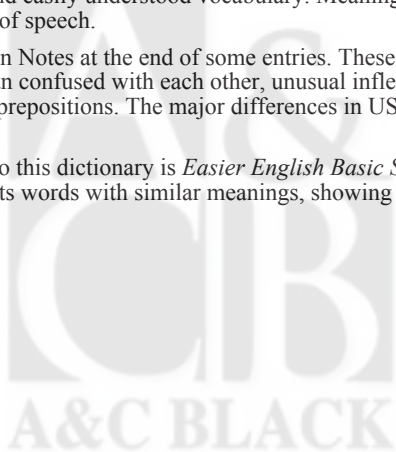 nd easily understood vocabulary. Meaning
of speech.
n Notes at the end of some entries. These
n confused with each other, unusual infle
prepositions. The major differences in US
o this dictionary is Easier English Basic S
ts words with similar meanings, showing
A&
CB
A&C BLACK